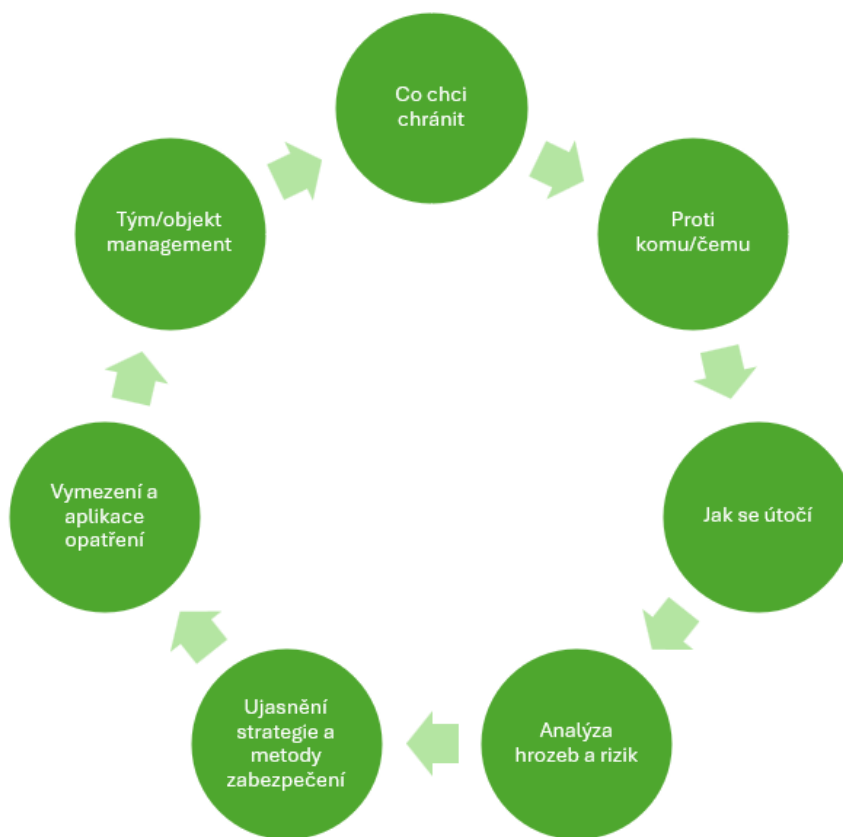 Co chci
chránit
Proti
komu/čemu
Jak se útočí
Analýza
hrozeb a rizik
Ujasnění
strategie a
metody
zabezpečení
Vymezení a
aplikace
opatření
Tým/objekt
management